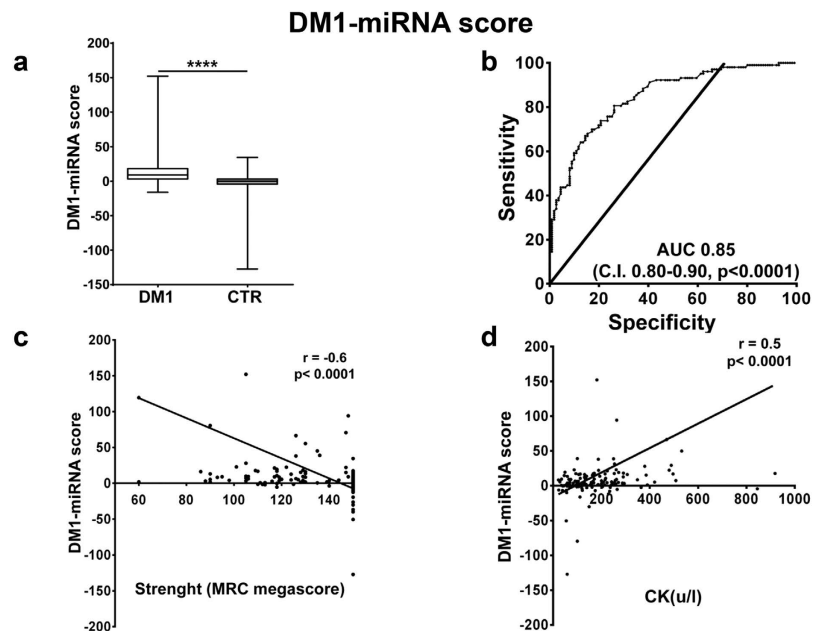 DM1-miRNA score
a
DM1-miRNA score
200
150
100
50
0
-50
-100
-150
****
DM1
CTR
b
Sensitivity
100
80
60
40
20
0
AUC 0.85
(C.I. 0.80-0.90, p<0.0001)
0
20
40
60
80
100
Specificity
c
DM1-miRNA score
200
150
100
50
0
-50
-100
-150
-200
r = -0.6
p< 0.0001
60
80
100
120
140
Strenght (MRC megascore)
d
DM1-miRNA score
200
150
100
50
0
-50
-100
-150
-200
r = 0.5
p< 0.0001
200
400
600
800
1000
CK(u/l)